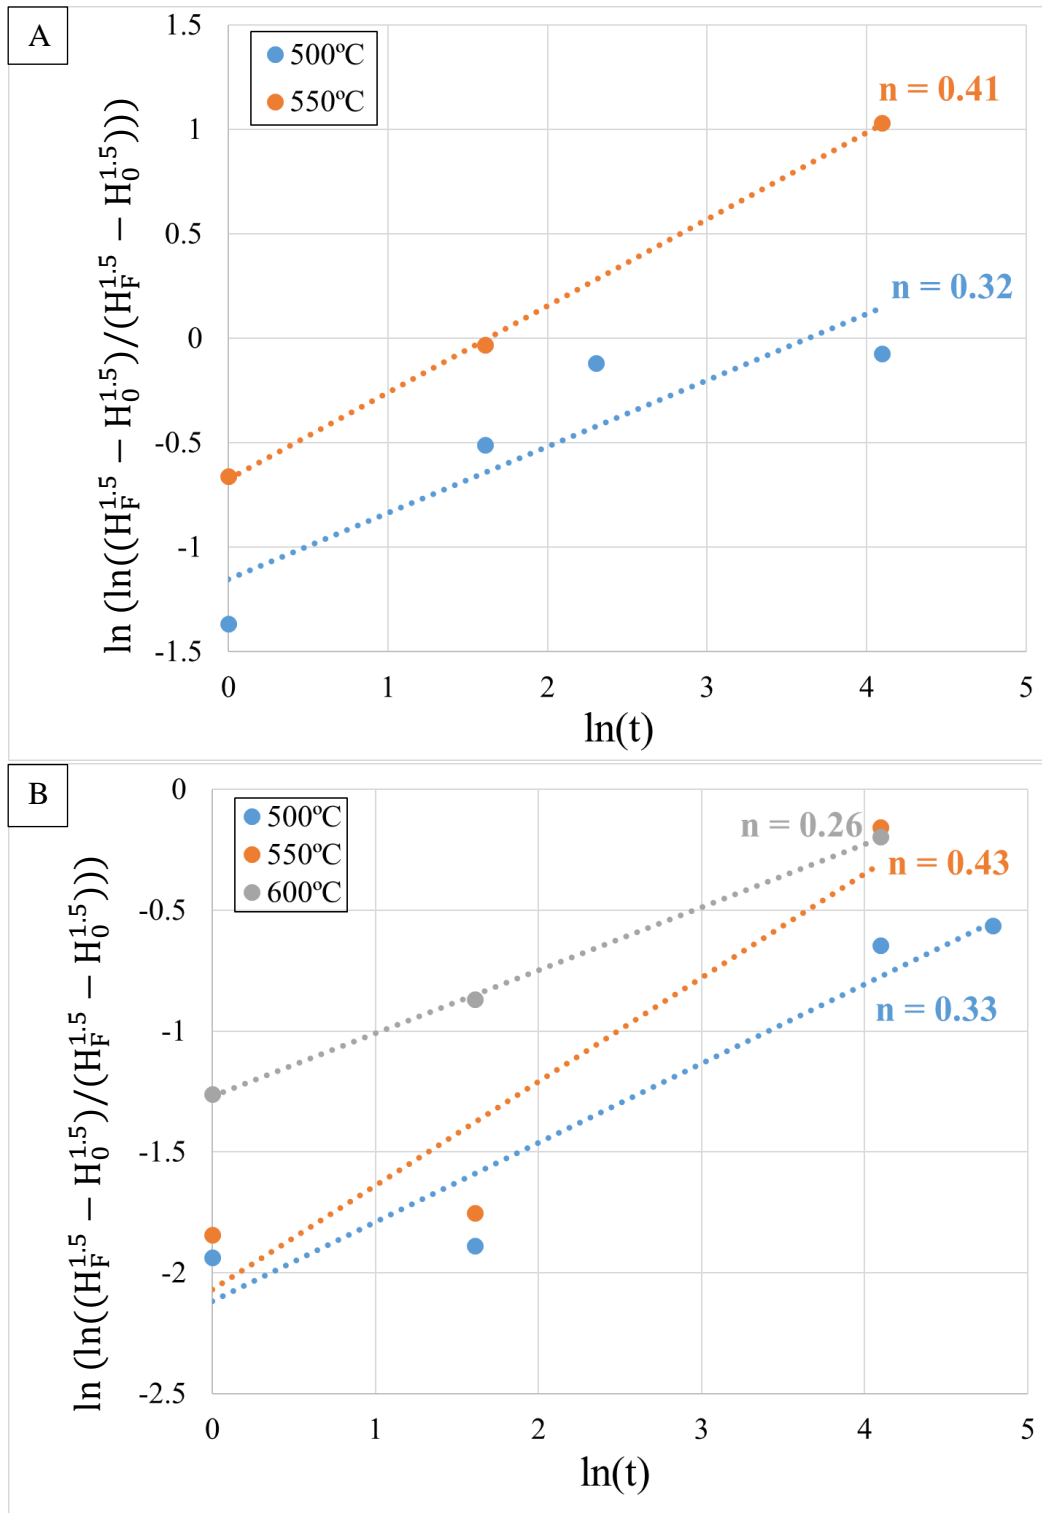 A
1.5
500ºC
550ºC
n = 0.41
1
0.5
n = 0.32
0
-0.5
-1
-1.5
ln (ln((H_F^1.5 − H_0^1.5)/(H_F^1.5 − H_0^1.5)))
0 1 2 3 4 5
ln(t)
B
0
500ºC
550ºC
600ºC
n = 0.26
n = 0.43
-0.5
n = 0.33
-1
-1.5
-2
-2.5
ln (ln((H_F^1.5 − H_0^1.5)/(H_F^1.5 − H_0^1.5)))
0 1 2 3 4 5
ln(t)